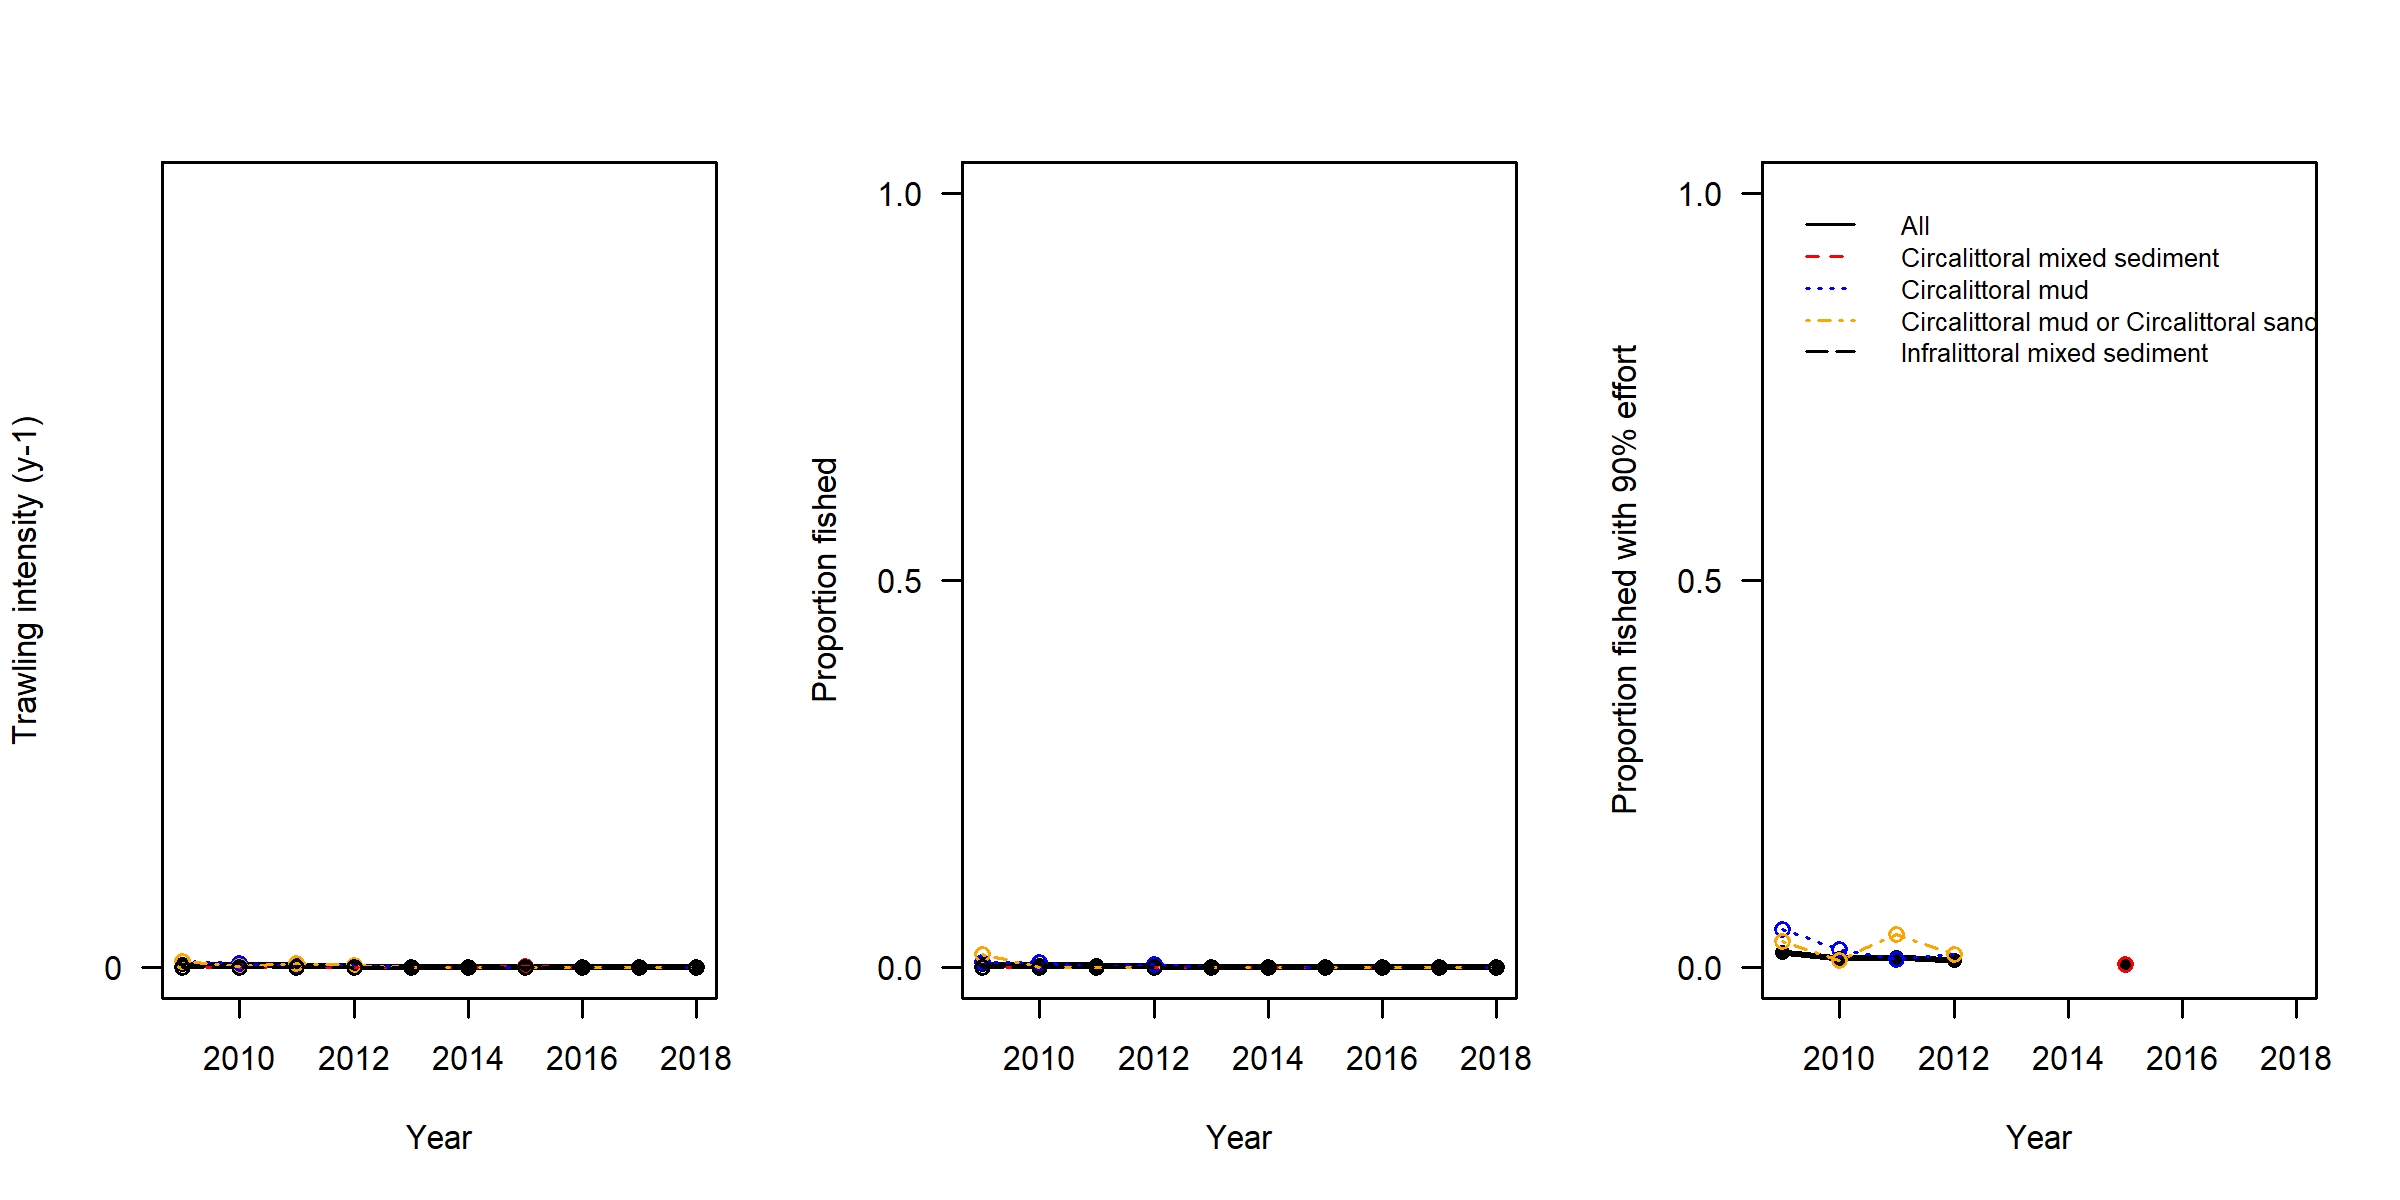 Trawling intensity (y-1)
0
2010 2012 2014 2016 2018
Year
Proportion fished
1.0
0.5
0.0
2010 2012 2014 2016 2018
Year
Proportion fished with 90% effort
1.0
0.5
0.0
All
Circalittoral mixed sediment
Circalittoral mud
Circalittoral mud or Circalittoral sand
Infralittoral mixed sediment
2010 2012 2014 2016 2018
Year